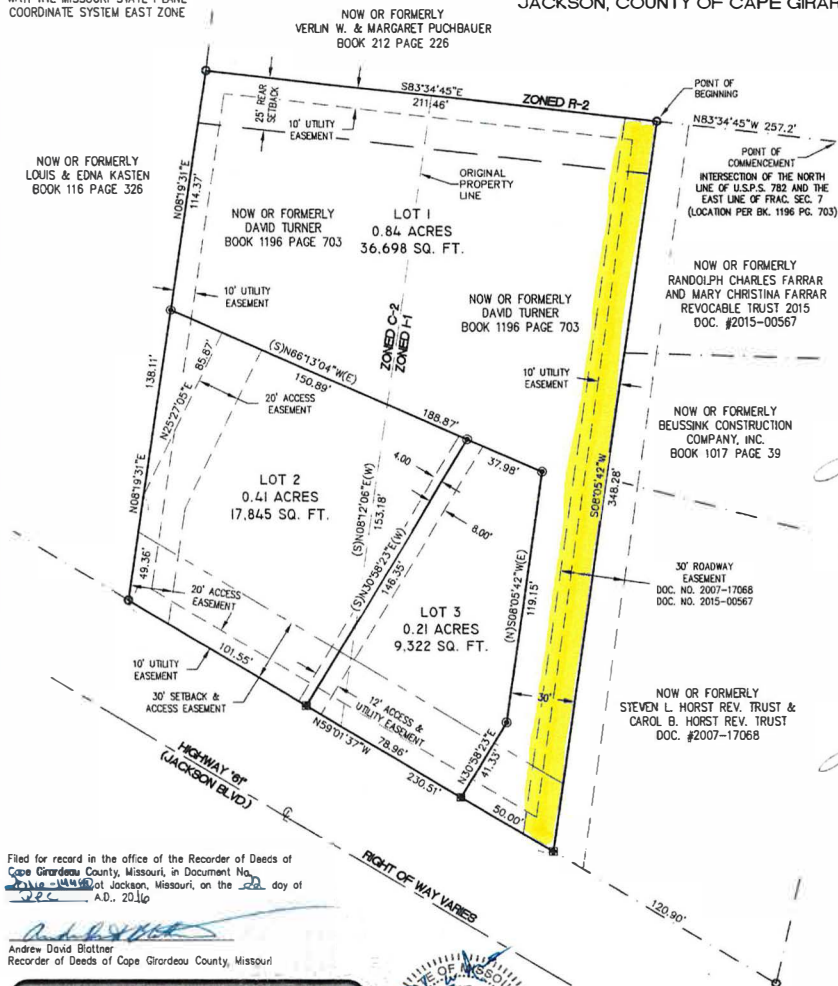 WITH THE MISSOURI STATE PLANE
COORDINATE SYSTEM EAST ZONE
JACKSON, COUNTY OF CAPE GIRAR
NOW OR FORMERLY
VERLIN W. & MARGARET PUCHBAUER
BOOK 212 PAGE 226
S83°34'45"E
211.46'
ZONED R-2
POINT OF
BEGINNING
N83°34'45"W 257.2'
POINT OF
COMMENCEMENT
INTERSECTION OF THE NORTH
LINE OF U.S.P.S. 782 AND THE
EAST LINE OF FRAC. SEC. 7
(LOCATION PER BK. 1196 PG. 703)
25' REAR
SETBACK
10' UTILITY
EASEMENT
NOW OR FORMERLY
LOUIS & EDNA KASTEN
BOOK 116 PAGE 326
N08°19'31"E
114.37'
ORIGINAL
PROPERTY
LINE
NOW OR FORMERLY
DAVID TURNER
BOOK 1196 PAGE 703
LOT 1
0.84 ACRES
36,698 SQ. FT.
NOW OR FORMERLY
RANDOLPH CHARLES FARRAR
AND MARY CHRISTINA FARRAR
REVOCABLE TRUST 2015
DOC. #2015-00567
10' UTILITY
EASEMENT
NOW OR FORMERLY
DAVID TURNER
BOOK 1196 PAGE 703
ZONED C-2
ZONED I-1
(S)N66°13'04"W(E)
150.89'
188.87'
37.98'
10' UTILITY
EASEMENT
138.11'
N25°27'05"E
85.87'
20' ACCESS
EASEMENT
NOW OR FORMERLY
BEUSSINK CONSTRUCTION
COMPANY, INC.
BOOK 1017 PAGE 39
N08°19'31"E
LOT 2
0.41 ACRES
17,845 SQ. FT.
4.00
8.00'
(S)N08°12'06"E(W)
153.18'
(S)N30°58'23"E(W)
146.35'
S08°05'42"W
348.28'
(N)S08°05'42"W(E)
119.15'
30' ROADWAY
EASEMENT
DOC. NO. 2007-17068
DOC. NO. 2015-00567
49.36'
20' ACCESS
EASEMENT
LOT 3
0.21 ACRES
9,322 SQ. FT.
101.55'
10' UTILITY
EASEMENT
30' SETBACK &
ACCESS EASEMENT
12' ACCESS &
UTILITY EASEMENT
30'
NOW OR FORMERLY
STEVEN L. HORST REV. TRUST &
CAROL B. HORST REV. TRUST
DOC. #2007-17068
N59°01'37"W
78.96'
230.51'
N30°58'23"E
41.33'
50.00'
HIGHWAY "61"
(JACKSON BLVD.)
RIGHT OF WAY VARIES
120.90'
Filed for record in the office of the Recorder of Deeds of
Cape Girardeau County, Missouri, in Document No.
at Jackson, Missouri, on the 22 day of
DEC A.D., 2016
Andrew David Blattner
Recorder of Deeds of Cape Girardeau County, Missouri
OF MISSO